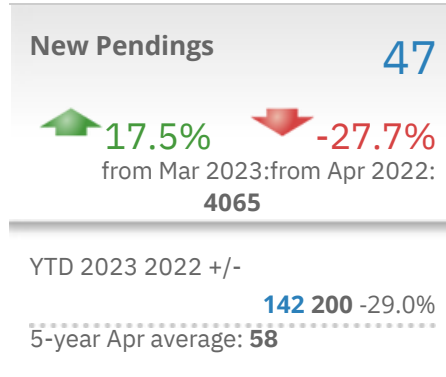 New Pendings
47
17.5% -27.7%
from Mar 2023:from Apr 2022:
4065
YTD 2023 2022 +/-
142 200 -29.0%
5-year Apr average: 58